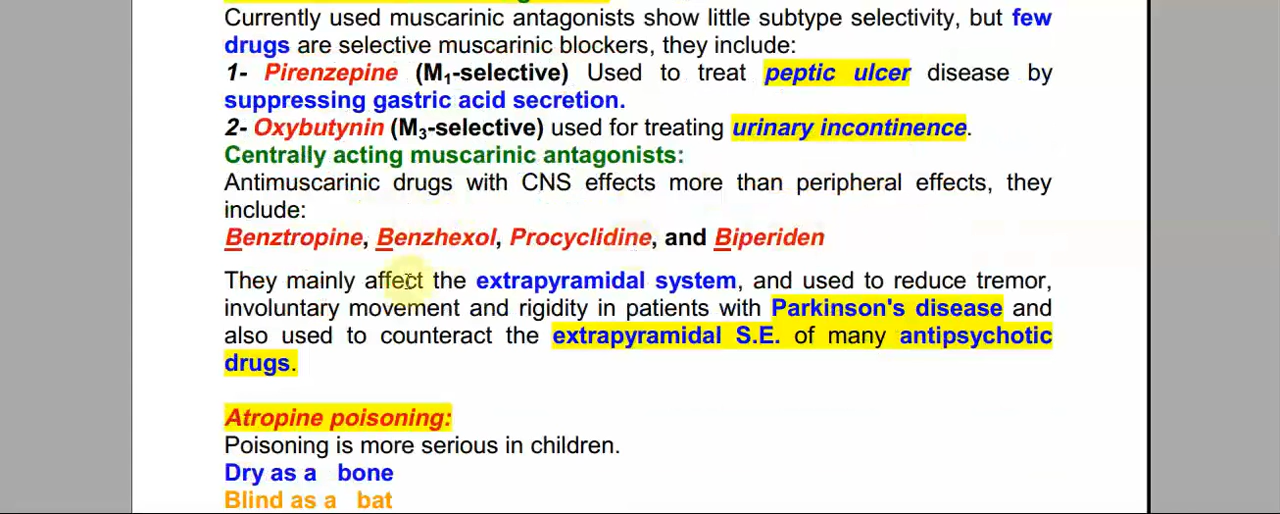 Currently used muscarinic antagonists show little subtype selectivity, but few
drugs are selective muscarinic blockers, they include:
1- Pirenzepine (M₁-selective) Used to treat peptic ulcer disease by
suppressing gastric acid secretion.
2- Oxybutynin (M₃-selective) used for treating urinary incontinence.
Centrally acting muscarinic antagonists:
Antimuscarinic drugs with CNS effects more than peripheral effects, they
include:
Benztropine, Benzhexol, Procyclidine, and Biperiden
They mainly affect the extrapyramidal system, and used to reduce tremor,
involuntary movement and rigidity in patients with Parkinson's disease and
also used to counteract the extrapyramidal S.E. of many antipsychotic
drugs.
Atropine poisoning:
Poisoning is more serious in children.
Dry as a bone
Blind as a bat